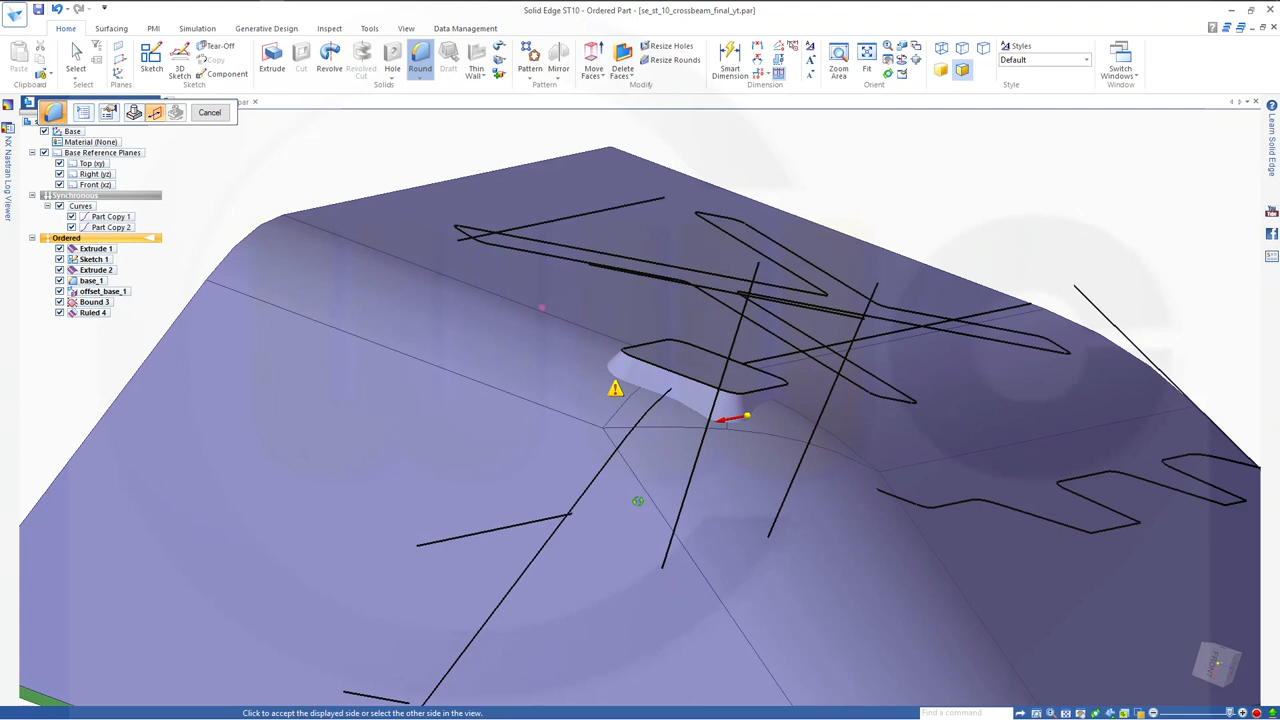 Solid Edge ST10 - Ordered Part - [se_st_10_crossbeam_final_yt.par]
Home Surfacing PMI Simulation Generative Design Inspect Tools View Data Management
Paste
Clipboard
Select
Select
Planes
Sketch
3D Sketch
Tear-Off
Copy
Component
Sketch
Extrude
Cut
Revolve
Revolved Cut
Hole
Round
Draft
Thin Wall
Solids
Pattern
Mirror
Pattern
Move Faces
Delete Faces
Resize Holes
Resize Rounds
Modify
Smart Dimension
Dimension
Zoom Area
Fit
Orient
Styles
Default
Style
Switch Windows
Window
Cancel
par
Base
Material (None)
Base Reference Planes
Top (xy)
Right (yz)
Front (xz)
Synchronous
Curves
Part Copy 1
Part Copy 2
Ordered
Extrude 1
Sketch 1
Extrude 2
base_1
offset_base_1
Bound 3
Ruled 4
NX Nastran Log Viewer
Learn Solid Edge
You
FRONT
Click to accept the displayed side or select the other side in the view.
Find a command